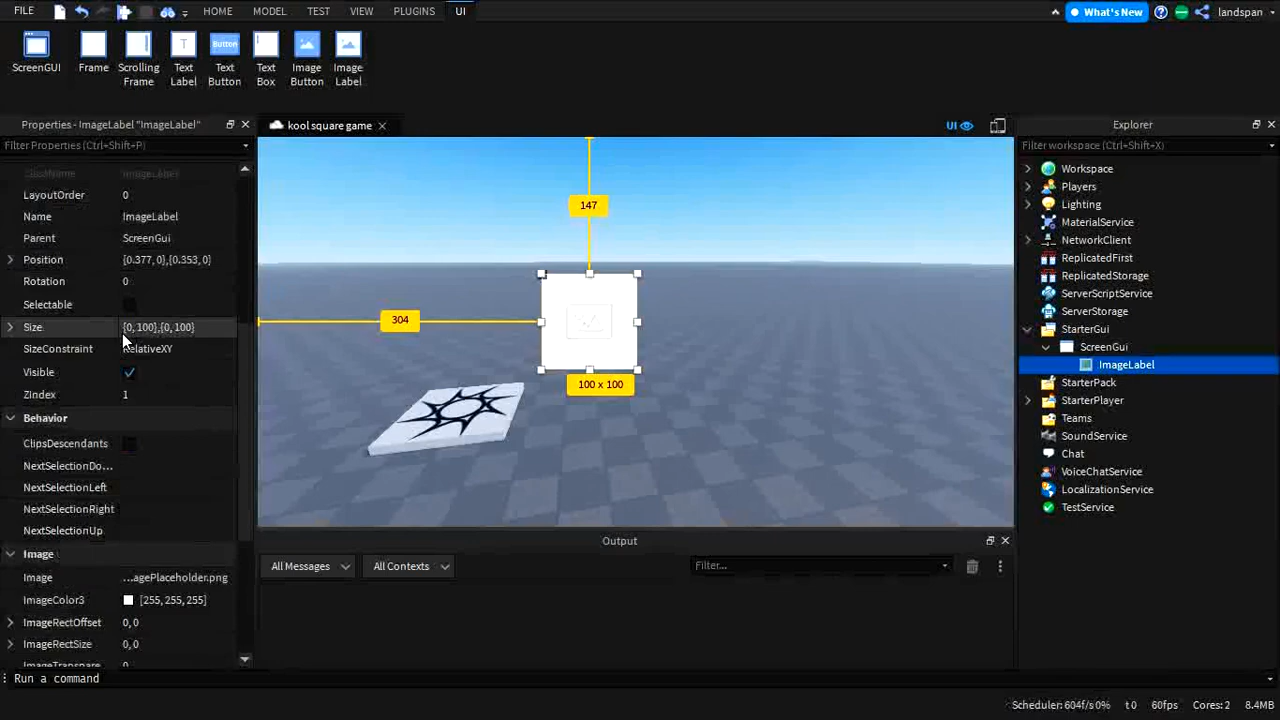 FILE HOME MODEL TEST VIEW PLUGINS UI What's New landspan
ScreenGUI Frame Scrolling Frame Text Label Button Text Button Text Box Image Button Image Label
Properties - ImageLabel "ImageLabel"
Filter Properties (Ctrl+Shift+P)
ClassName ImageLabel
LayoutOrder 0
Name ImageLabel
Parent ScreenGui
Position {0.377, 0},{0.353, 0}
Rotation 0
Selectable
Size {0, 100},{0, 100}
SizeConstraint RelativeXY
Visible
ZIndex 1
Behavior
ClipsDescendants
NextSelectionDo...
NextSelectionLeft
NextSelectionRight
NextSelectionUp
Image
Image ...agePlaceholder.png
ImageColor3 [255, 255, 255]
ImageRectOffset 0, 0
ImageRectSize 0, 0
ImageTranspare 0
kool square game
UI
147
304
100 x 100
Output
All Messages All Contexts Filter...
Explorer
Filter workspace (Ctrl+Shift+X)
Workspace
Players
Lighting
MaterialService
NetworkClient
ReplicatedFirst
ReplicatedStorage
ServerScriptService
ServerStorage
StarterGui
ScreenGui
ImageLabel
StarterPack
StarterPlayer
Teams
SoundService
Chat
VoiceChatService
LocalizationService
TestService
Run a command
Scheduler: 604f/s 0% t 0 60fps Cores: 2 8.4MB